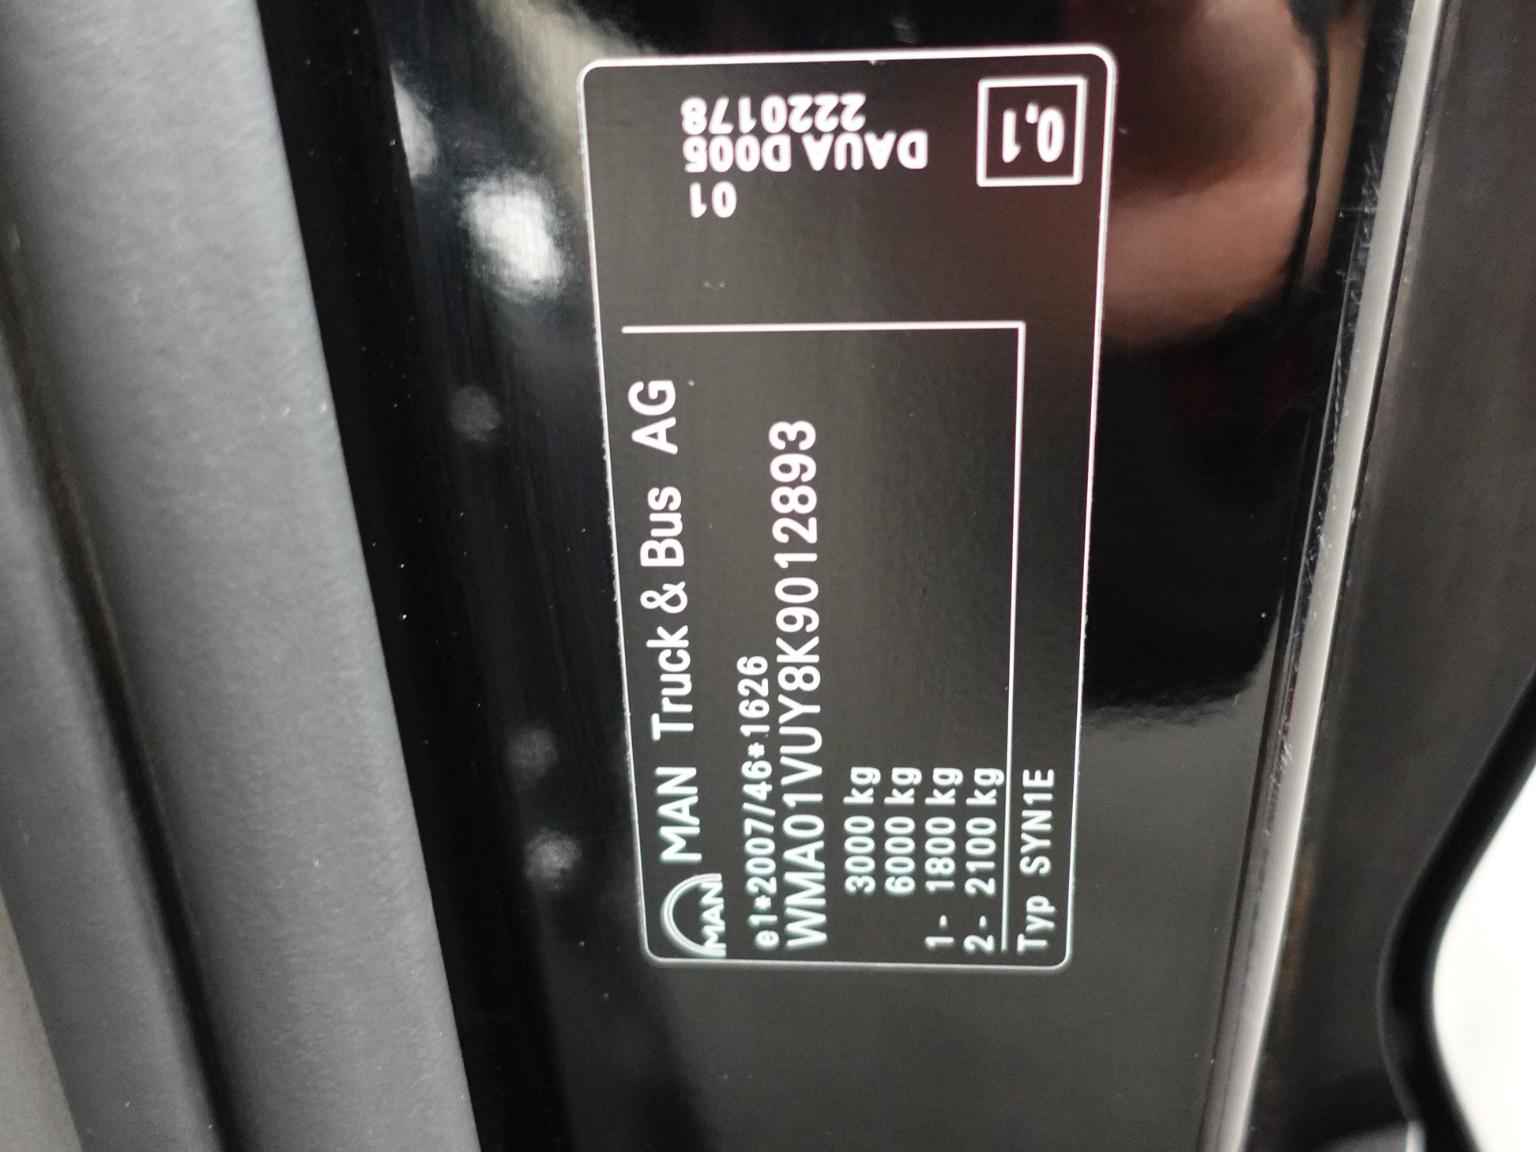 MAN
MAN Truck & Bus AG
e1*2007/46*1626
WMA01VUY8K9012893
3000 kg
6000 kg
1- 1800 kg
2- 2100 kg
Typ SYN1E
01
DAUA D005
2220178
0,1